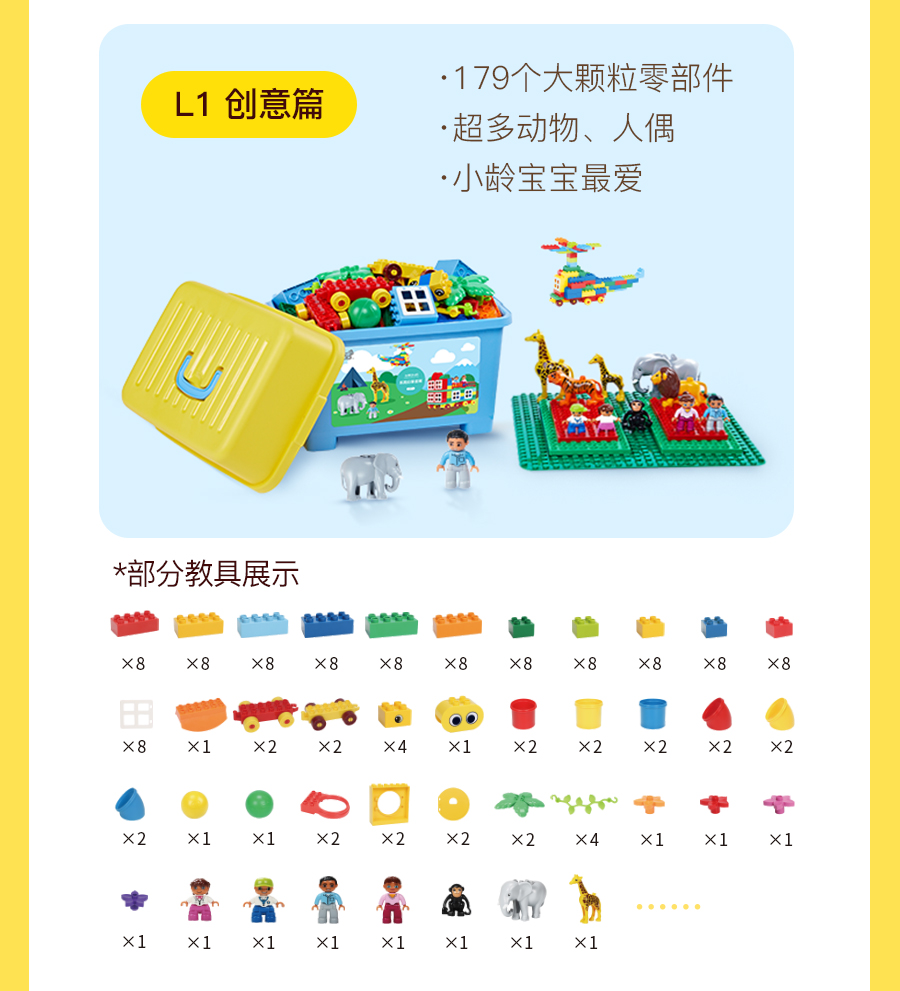 L1 创意篇
·179个大颗粒零部件
·超多动物、人偶
·小龄宝宝最爱
*部分教具展示
×8 ×8 ×8 ×8 ×8 ×8 ×8 ×8 ×8 ×8 ×8
×8 ×1 ×2 ×2 ×4 ×1 ×2 ×2 ×2 ×2 ×2
×2 ×1 ×1 ×2 ×2 ×2 ×2 ×4 ×1 ×1 ×1
×1 ×1 ×1 ×1 ×1 ×1 ×1 ×1